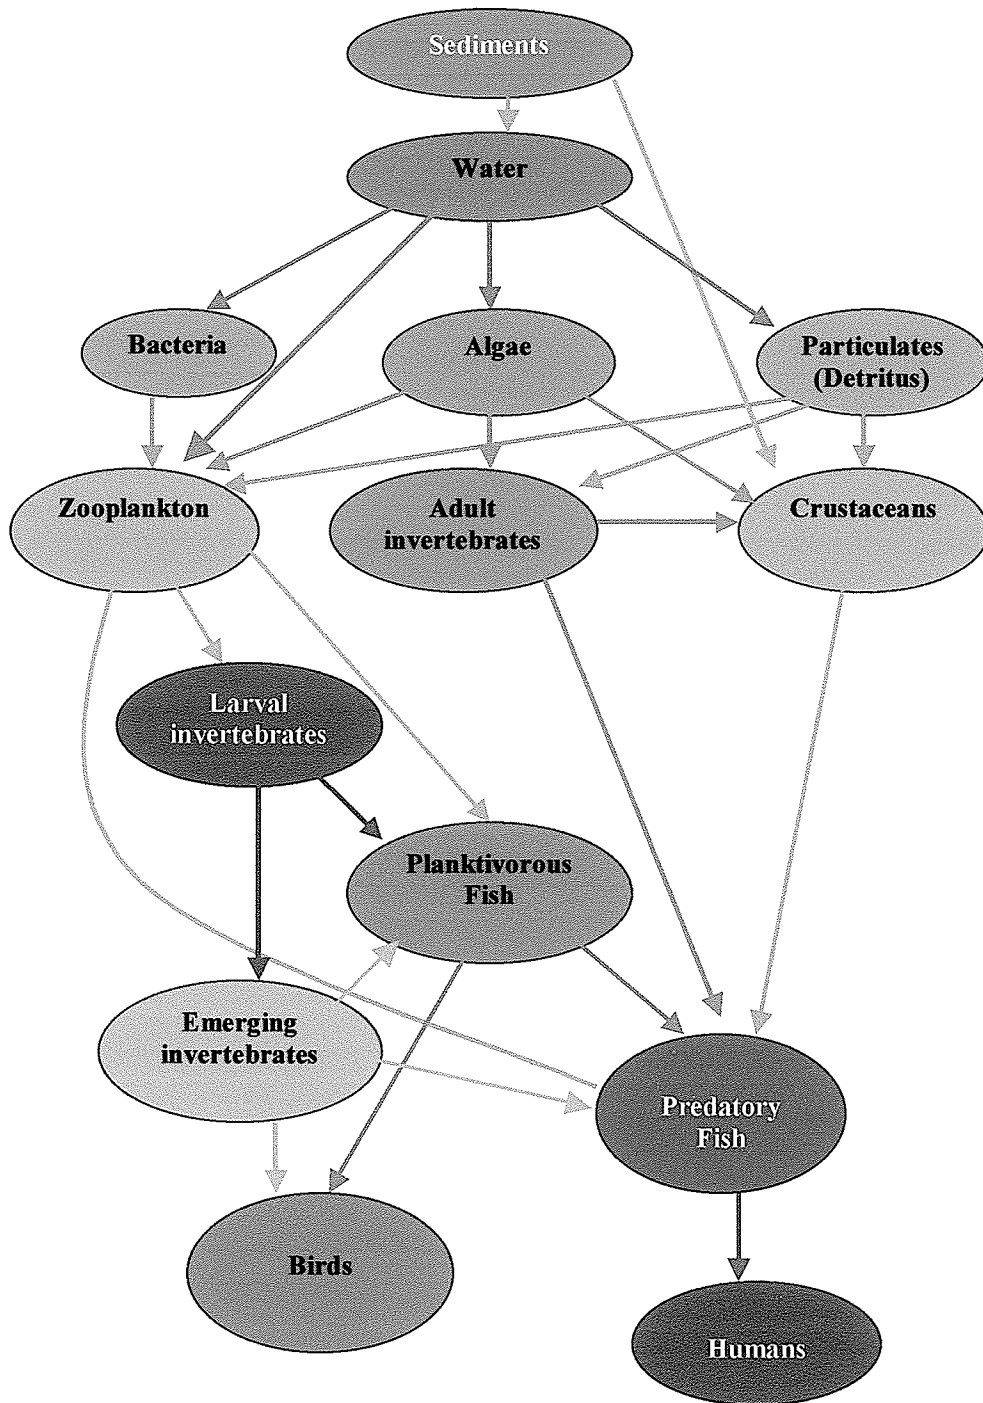 Sediments
Water
Bacteria
Algae
Particulates
(Detritus)
Zooplankton
Adult
invertebrates
Crustaceans
Larval
invertebrates
Planktivorous
Fish
Emerging
invertebrates
Predatory
Fish
Birds
Humans